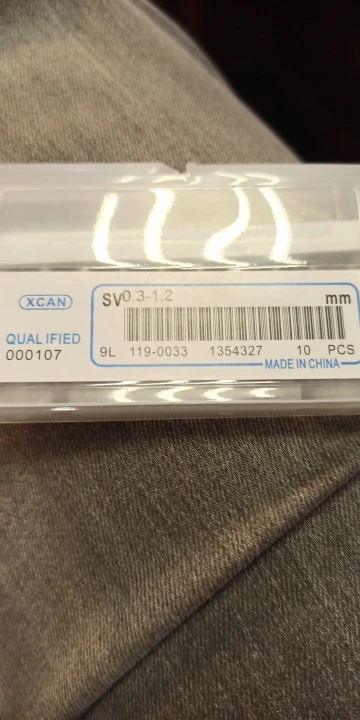 XCAN
SV0.3-1.2 mm
QUALIFIED
000107
9L 119-0033 1354327 10 PCS
MADE IN CHINA